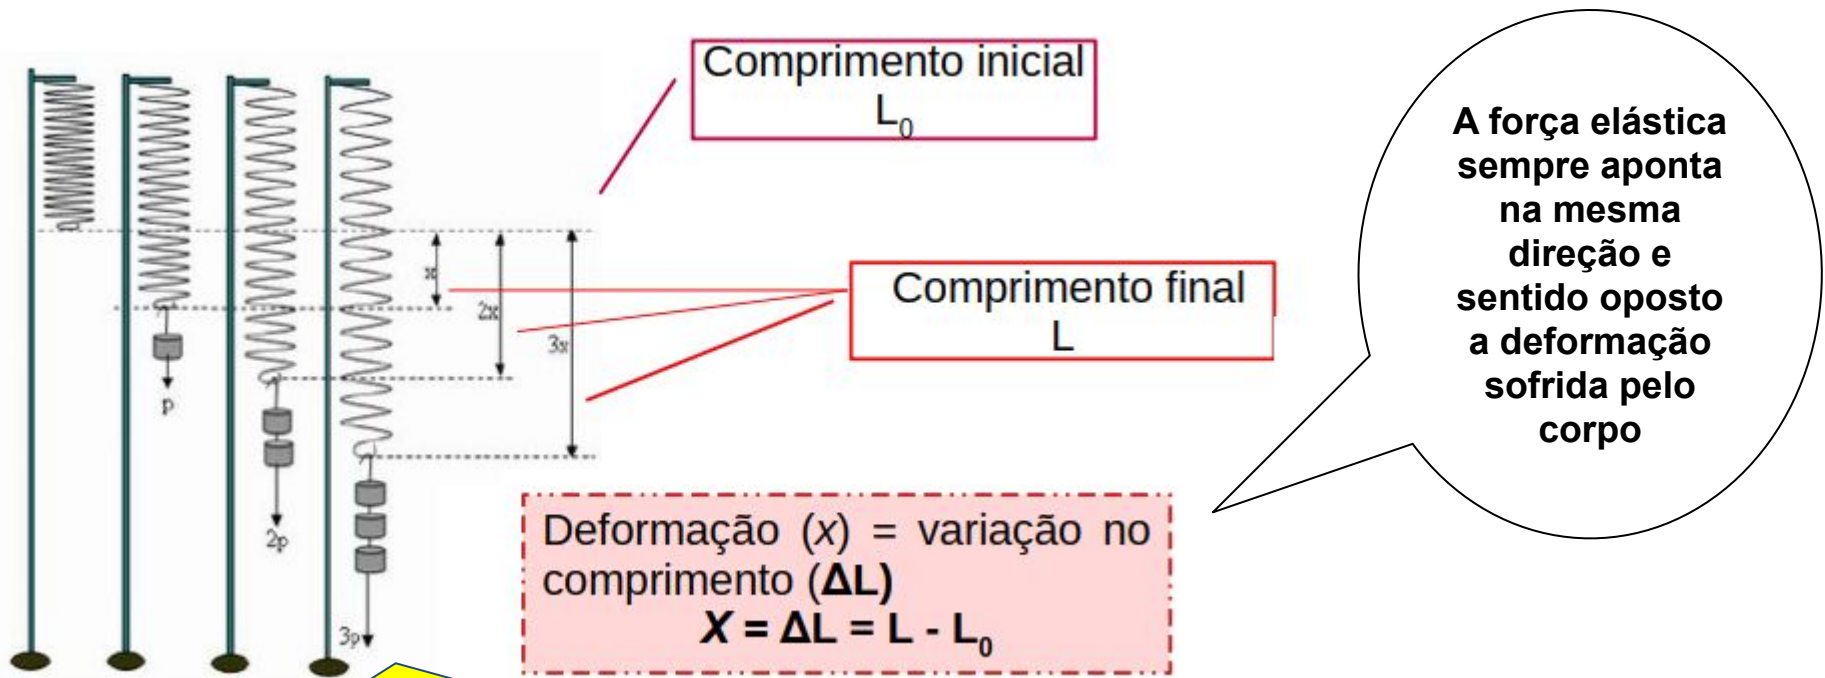 Comprimento inicial
L₀
A força elástica
sempre aponta
na mesma
direção e
sentido oposto
a deformação
sofrida pelo
corpo
x
2x
3x
Comprimento final
L
p
2p
3p
Deformação (x) = variação no
comprimento (ΔL)
X = ΔL = L - L₀